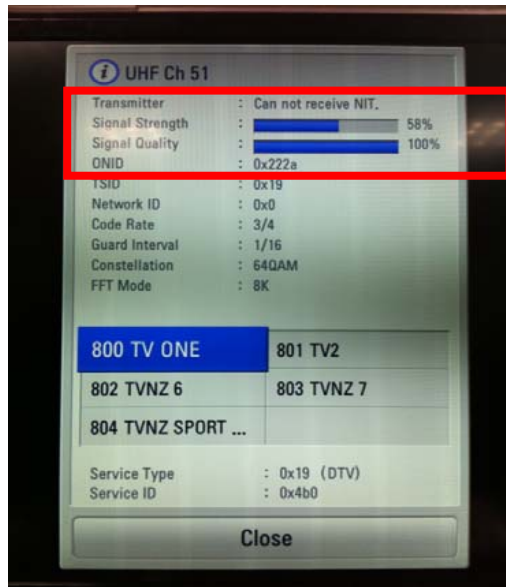 i UHF Ch 51
Transmitter : Can not receive NIT.
Signal Strength : 58%
Signal Quality : 100%
ONID : 0x222a
TSID : 0x19
Network ID : 0x0
Code Rate : 3/4
Guard Interval : 1/16
Constellation : 64QAM
FFT Mode : 8K
800 TV ONE 801 TV2
802 TVNZ 6 803 TVNZ 7
804 TVNZ SPORT ...
Service Type : 0x19 (DTV)
Service ID : 0x4b0
Close